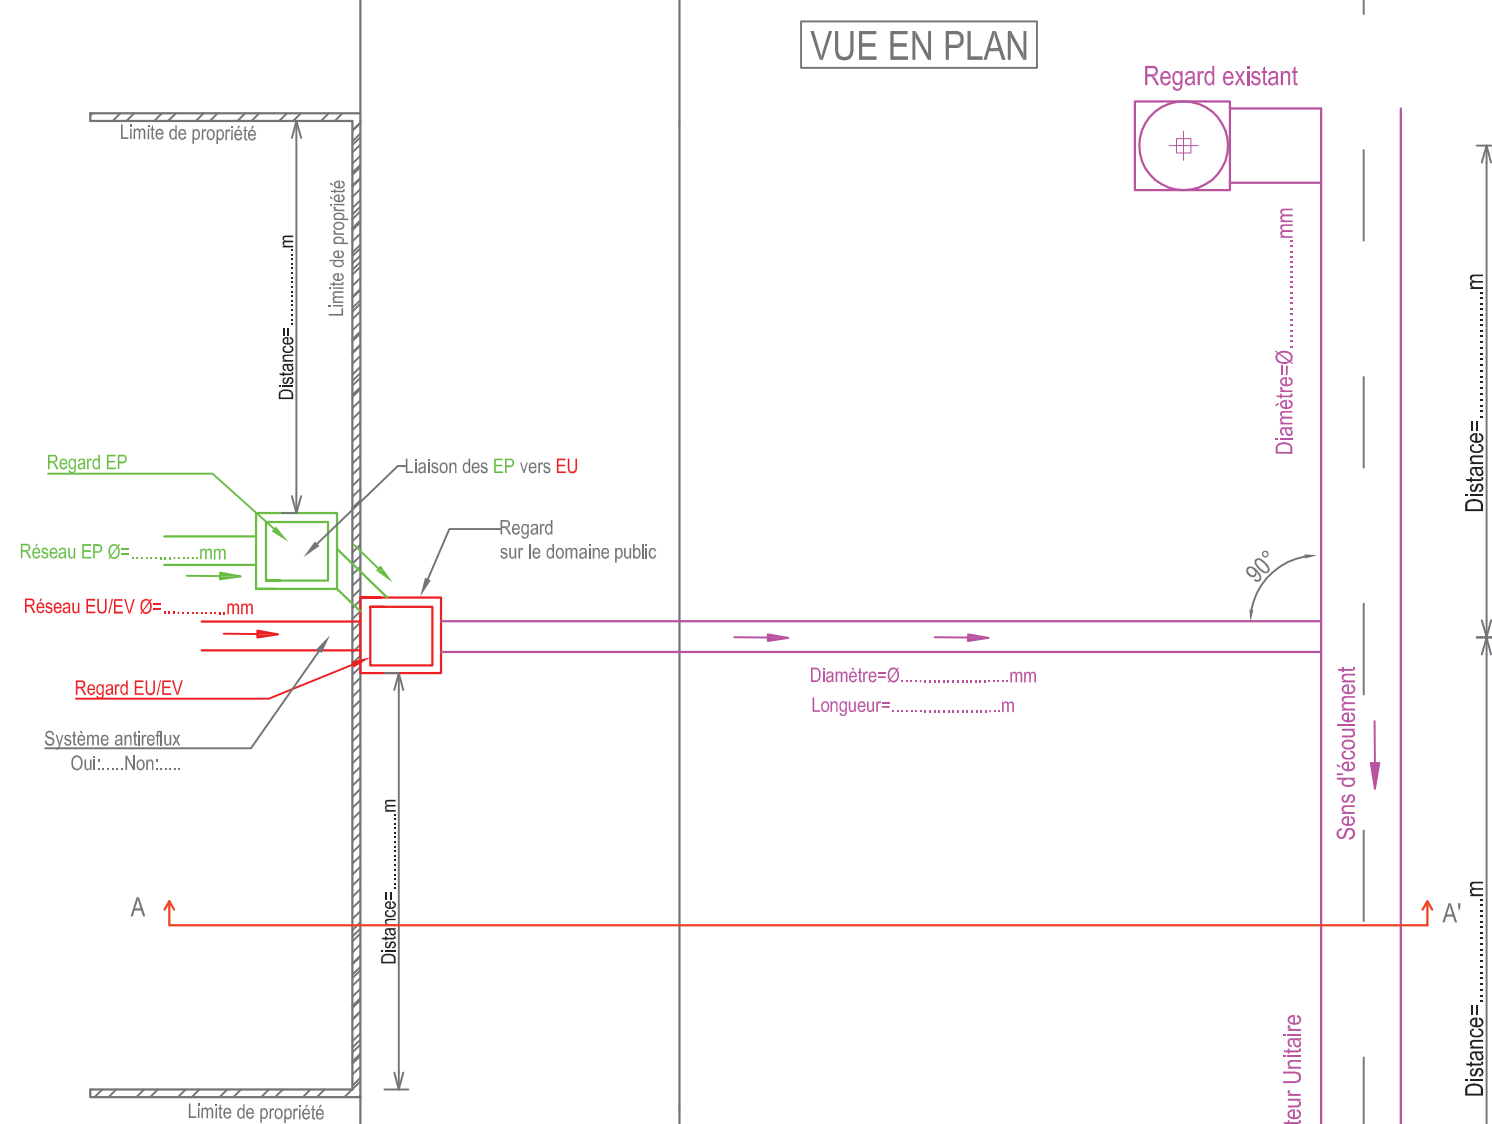 VUE EN PLAN
Regard existant
Limite de propriété
Limite de propriété
Distance=................m
Diamètre=Ø................mm
Distance=................m
Regard EP
Liaison des EP vers EU
Regard
sur le domaine public
Réseau EP Ø=................mm
90°
Réseau EU/EV Ø=................mm
Regard EU/EV
Diamètre=Ø................mm
Longueur=................m
Système antireflux
Oui:.....Non:.....
Sens d'écoulement
Distance=................m
A
A'
Distance=................m
teur Unitaire
Limite de propriété